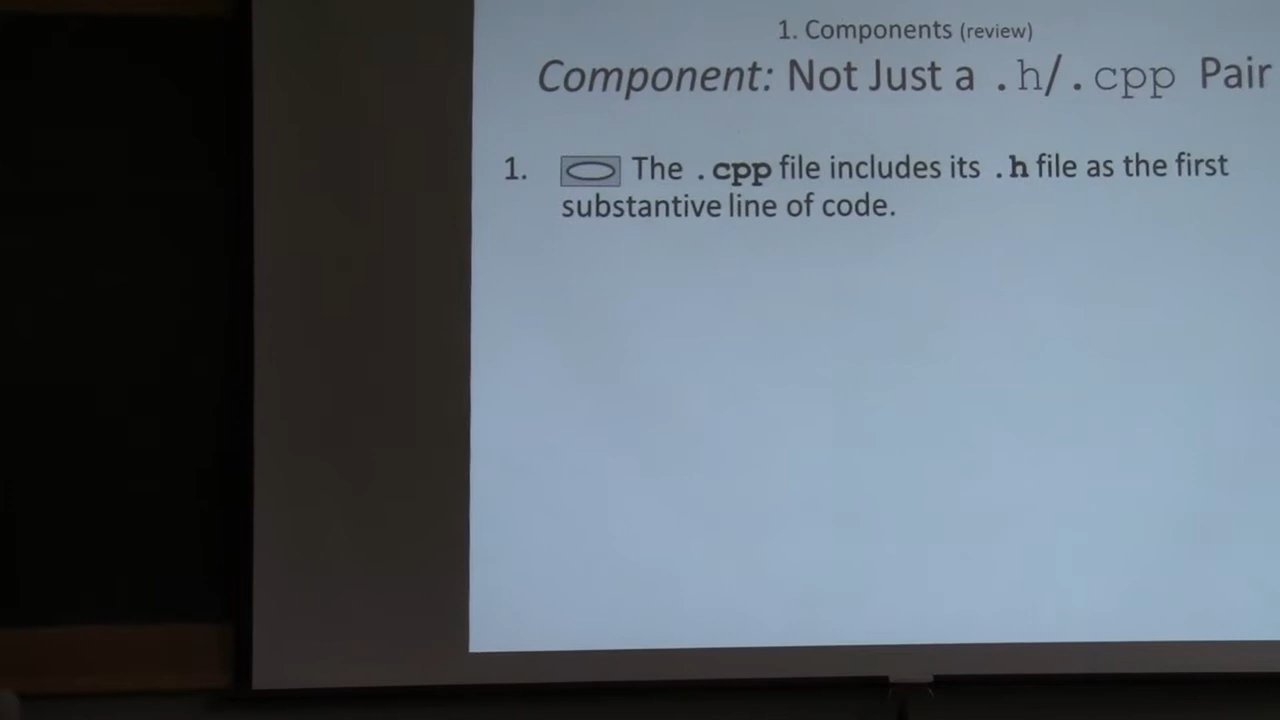 1. Components (review)
Component: Not Just a .h/.cpp Pair
1. The .cpp file includes its .h file as the first
substantive line of code.